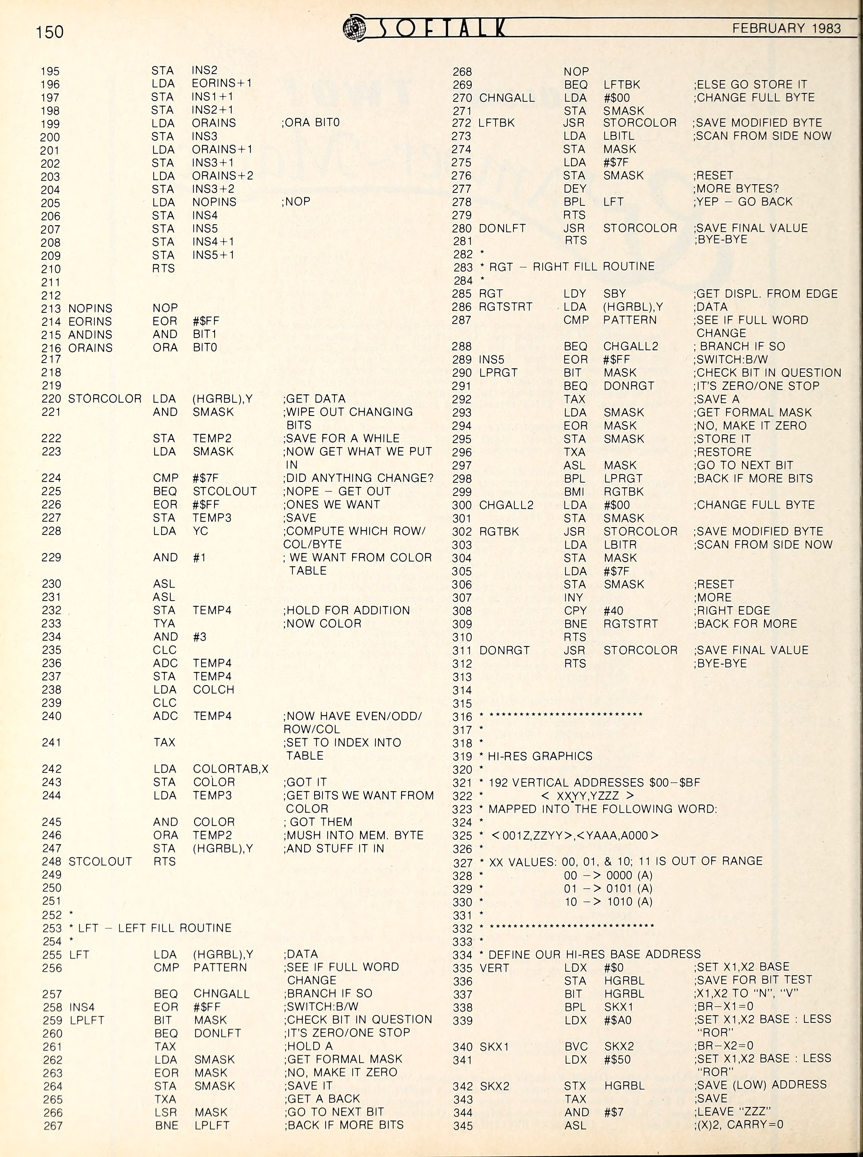 150
SOFTALK
FEBRUARY 1983
195 STA INS2
196 LDA EORINS+1
197 STA INS1+1
198 STA INS2+1
199 LDA ORAINS ;ORA BIT0
200 STA INS3
201 LDA ORAINS+1
202 STA INS3+1
203 LDA ORAINS+2
204 STA INS3+2
205 LDA NOPINS ;NOP
206 STA INS4
207 STA INS5
208 STA INS4+1
209 STA INS5+1
210 RTS
211
212
213 NOPINS NOP
214 EORINS EOR #$FF
215 ANDINS AND BIT1
216 ORAINS ORA BIT0
217
218
219
220 STORCOLOR LDA (HGRBL),Y ;GET DATA
221 AND SMASK ;WIPE OUT CHANGING
BITS
222 STA TEMP2 ;SAVE FOR A WHILE
223 LDA SMASK ;NOW GET WHAT WE PUT
IN
224 CMP #$7F ;DID ANYTHING CHANGE?
225 BEQ STCOLOUT ;NOPE – GET OUT
226 EOR #$FF ;ONES WE WANT
227 STA TEMP3 ;SAVE
228 LDA YC ;COMPUTE WHICH ROW/
COL/BYTE
229 AND #1 ; WE WANT FROM COLOR
TABLE
230 ASL
231 ASL
232 STA TEMP4 ;HOLD FOR ADDITION
233 TYA ;NOW COLOR
234 AND #3
235 CLC
236 ADC TEMP4
237 STA TEMP4
238 LDA COLCH
239 CLC
240 ADC TEMP4 ;NOW HAVE EVEN/ODD/
ROW/COL
241 TAX ;SET TO INDEX INTO
TABLE
242 LDA COLORTAB,X
243 STA COLOR ;GOT IT
244 LDA TEMP3 ;GET BITS WE WANT FROM
COLOR
245 AND COLOR ; GOT THEM
246 ORA TEMP2 ;MUSH INTO MEM. BYTE
247 STA (HGRBL),Y ;AND STUFF IT IN
248 STCOLOUT RTS
249
250
251
252 *
253 * LFT – LEFT FILL ROUTINE
254 *
255 LFT LDA (HGRBL),Y ;DATA
256 CMP PATTERN ;SEE IF FULL WORD
CHANGE
257 BEQ CHNGALL ;BRANCH IF SO
258 INS4 EOR #$FF ;SWITCH:B/W
259 LPLFT BIT MASK ;CHECK BIT IN QUESTION
260 BEQ DONLFT ;IT'S ZERO/ONE STOP
261 TAX ;HOLD A
262 LDA SMASK ;GET FORMAL MASK
263 EOR MASK ;NO, MAKE IT ZERO
264 STA SMASK ;SAVE IT
265 TXA ;GET A BACK
266 LSR MASK ;GO TO NEXT BIT
267 BNE LPLFT ;BACK IF MORE BITS
268 NOP
269 BEQ LFTBK ;ELSE GO STORE IT
270 CHNGALL LDA #$00 ;CHANGE FULL BYTE
271 STA SMASK
272 LFTBK JSR STORCOLOR ;SAVE MODIFIED BYTE
273 LDA LBITL ;SCAN FROM SIDE NOW
274 STA MASK
275 LDA #$7F
276 STA SMASK ;RESET
277 DEY ;MORE BYTES?
278 BPL LFT ;YEP – GO BACK
279 RTS
280 DONLFT JSR STORCOLOR ;SAVE FINAL VALUE
281 RTS ;BYE-BYE
282 *
283 * RGT – RIGHT FILL ROUTINE
284 *
285 RGT LDY SBY ;GET DISPL. FROM EDGE
286 RGTSTRT LDA (HGRBL),Y ;DATA
287 CMP PATTERN ;SEE IF FULL WORD
CHANGE
288 BEQ CHGALL2 ; BRANCH IF SO
289 INS5 EOR #$FF ;SWITCH:B/W
290 LPRGT BIT MASK ;CHECK BIT IN QUESTION
291 BEQ DONRGT ;IT'S ZERO/ONE STOP
292 TAX ;SAVE A
293 LDA SMASK ;GET FORMAL MASK
294 EOR MASK ;NO, MAKE IT ZERO
295 STA SMASK ;STORE IT
296 TXA ;RESTORE
297 ASL MASK ;GO TO NEXT BIT
298 BPL LPRGT ;BACK IF MORE BITS
299 BMI RGTBK
300 CHGALL2 LDA #$00 ;CHANGE FULL BYTE
301 STA SMASK
302 RGTBK JSR STORCOLOR ;SAVE MODIFIED BYTE
303 LDA LBITR ;SCAN FROM SIDE NOW
304 STA MASK
305 LDA #$7F
306 STA SMASK ;RESET
307 INY ;MORE
308 CPY #40 ;RIGHT EDGE
309 BNE RGTSTRT ;BACK FOR MORE
310 RTS
311 DONRGT JSR STORCOLOR ;SAVE FINAL VALUE
312 RTS ;BYE-BYE
313
314
315
316 * *************************
317 *
318 *
319 * HI-RES GRAPHICS
320 *
321 * 192 VERTICAL ADDRESSES $00–$BF
322 * < XXYY,YZZZ >
323 * MAPPED INTO THE FOLLOWING WORD:
324 *
325 * <001Z,ZZYY>,<YAAA,A000>
326 *
327 * XX VALUES: 00, 01, & 10; 11 IS OUT OF RANGE
328 * 00 –> 0000 (A)
329 * 01 –> 0101 (A)
330 * 10 –> 1010 (A)
331 *
332 * ***************************
333 *
334 * DEFINE OUR HI-RES BASE ADDRESS
335 VERT LDX #$0 ;SET X1,X2 BASE
336 STA HGRBL ;SAVE FOR BIT TEST
337 BIT HGRBL ;X1,X2 TO "N", "V"
338 BPL SKX1 ;BR–X1=0
339 LDX #$A0 ;SET X1,X2 BASE : LESS
"ROR"
340 SKX1 BVC SKX2 ;BR–X2=0
341 LDX #$50 ;SET X1,X2 BASE : LESS
"ROR"
342 SKX2 STX HGRBL ;SAVE (LOW) ADDRESS
343 TAX ;SAVE
344 AND #$7 ;LEAVE "ZZZ"
345 ASL ;(X)2, CARRY=0